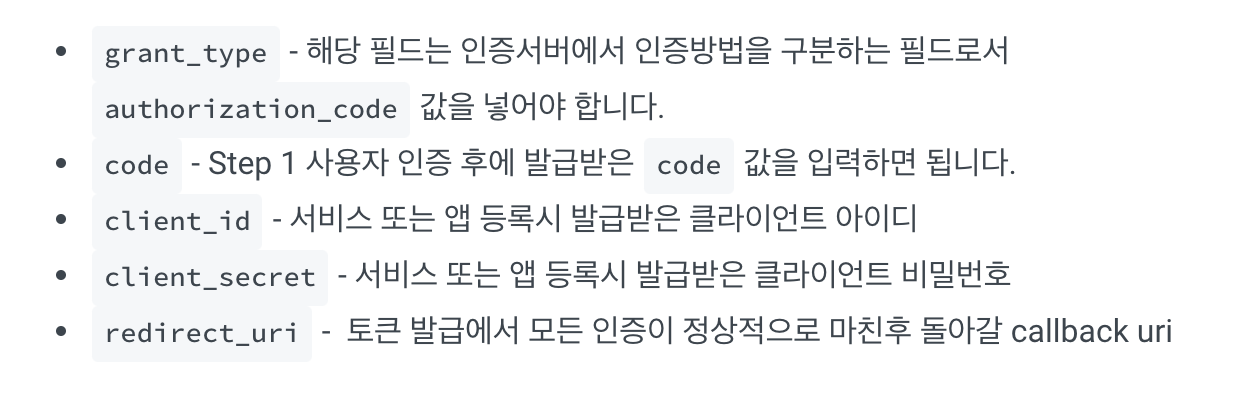 • grant_type - 해당 필드는 인증서버에서 인증방법을 구분하는 필드로서
authorization_code 값을 넣어야 합니다.
• code - Step 1 사용자 인증 후에 발급받은 code 값을 입력하면 됩니다.
• client_id - 서비스 또는 앱 등록시 발급받은 클라이언트 아이디
• client_secret - 서비스 또는 앱 등록시 발급받은 클라이언트 비밀번호
• redirect_uri - 토큰 발급에서 모든 인증이 정상적으로 마친후 돌아갈 callback uri